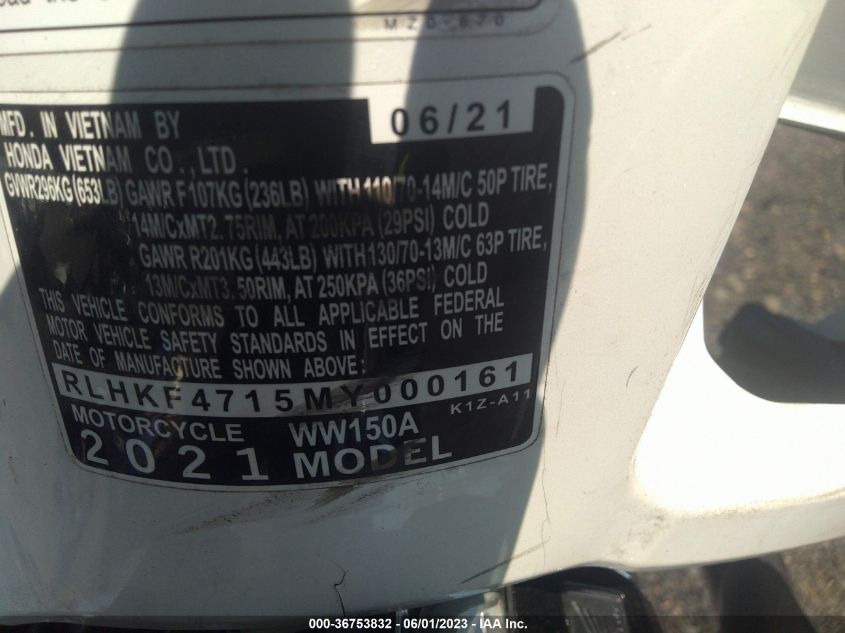 MZ0-670
MFD. IN VIETNAM BY 06/21
HONDA VIETNAM CO.,LTD.
GVWR296KG(653LB) GAWR F107KG(236LB) WITH 110/70-14M/C 50P TIRE,
14M/CxMT2.75RIM, AT 200KPA (29PSI) COLD
GAWR R201KG(443LB) WITH 130/70-13M/C 63P TIRE,
13M/CxMT3.50RIM, AT 250KPA (36PSI) COLD
THIS VEHICLE CONFORMS TO ALL APPLICABLE FEDERAL
MOTOR VEHICLE SAFETY STANDARDS IN EFFECT ON THE
DATE OF MANUFACTURE SHOWN ABOVE:
RLHKF4715MY000161
MOTORCYCLE WW150A K1Z-A11
2021 MODEL
000-36753832 - 06/01/2023 - © IAA Inc.